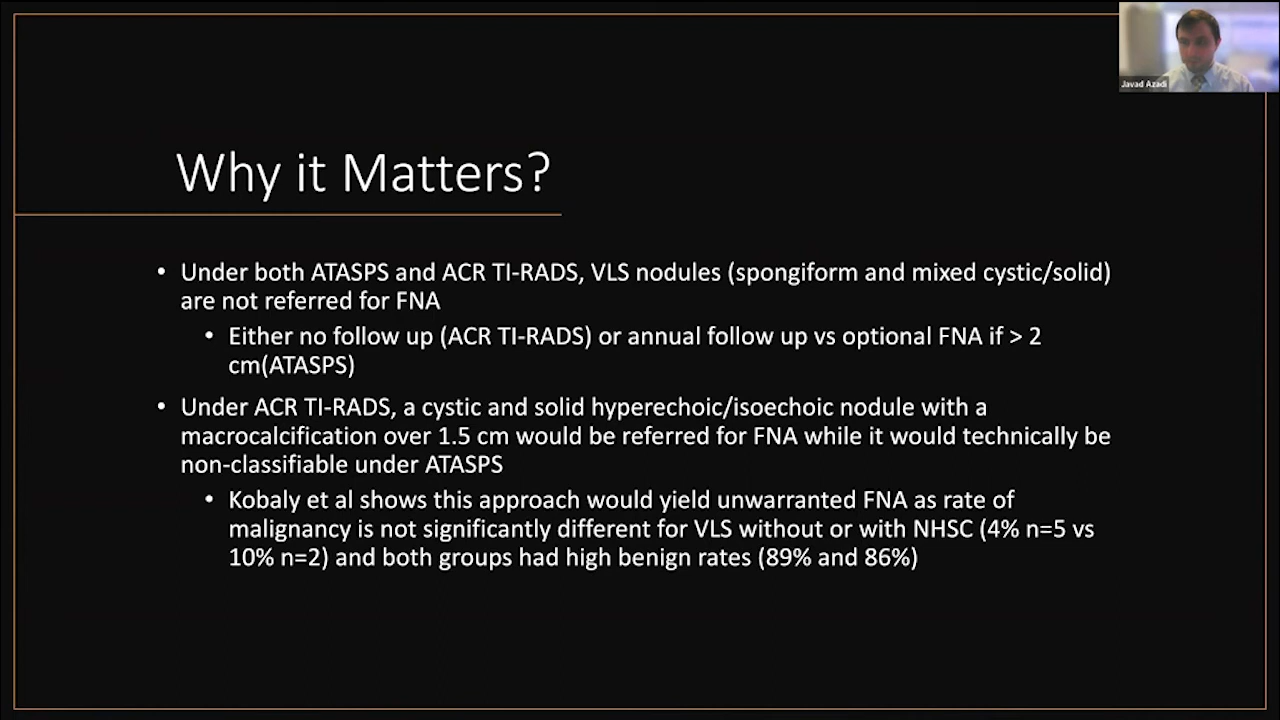 Javad Azadi
Why it Matters?
• Under both ATASPS and ACR TI-RADS, VLS nodules (spongiform and mixed cystic/solid)
are not referred for FNA
• Either no follow up (ACR TI-RADS) or annual follow up vs optional FNA if > 2
cm(ATASPS)
• Under ACR TI-RADS, a cystic and solid hyperechoic/isoechoic nodule with a
macrocalcification over 1.5 cm would be referred for FNA while it would technically be
non-classifiable under ATASPS
• Kobaly et al shows this approach would yield unwarranted FNA as rate of
malignancy is not significantly different for VLS without or with NHSC (4% n=5 vs
10% n=2) and both groups had high benign rates (89% and 86%)